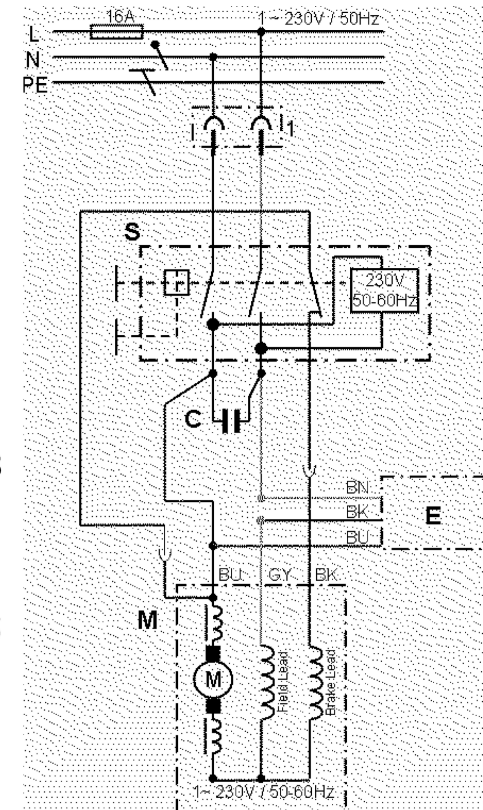 16A
1~ 230V / 50Hz
L
N
PE
I
I1
S
230V
50-60Hz
C
BN
BK
E
BU
BU GY BK
M
M
Field Lead
Brake Lead
1~ 230V / 50-60Hz